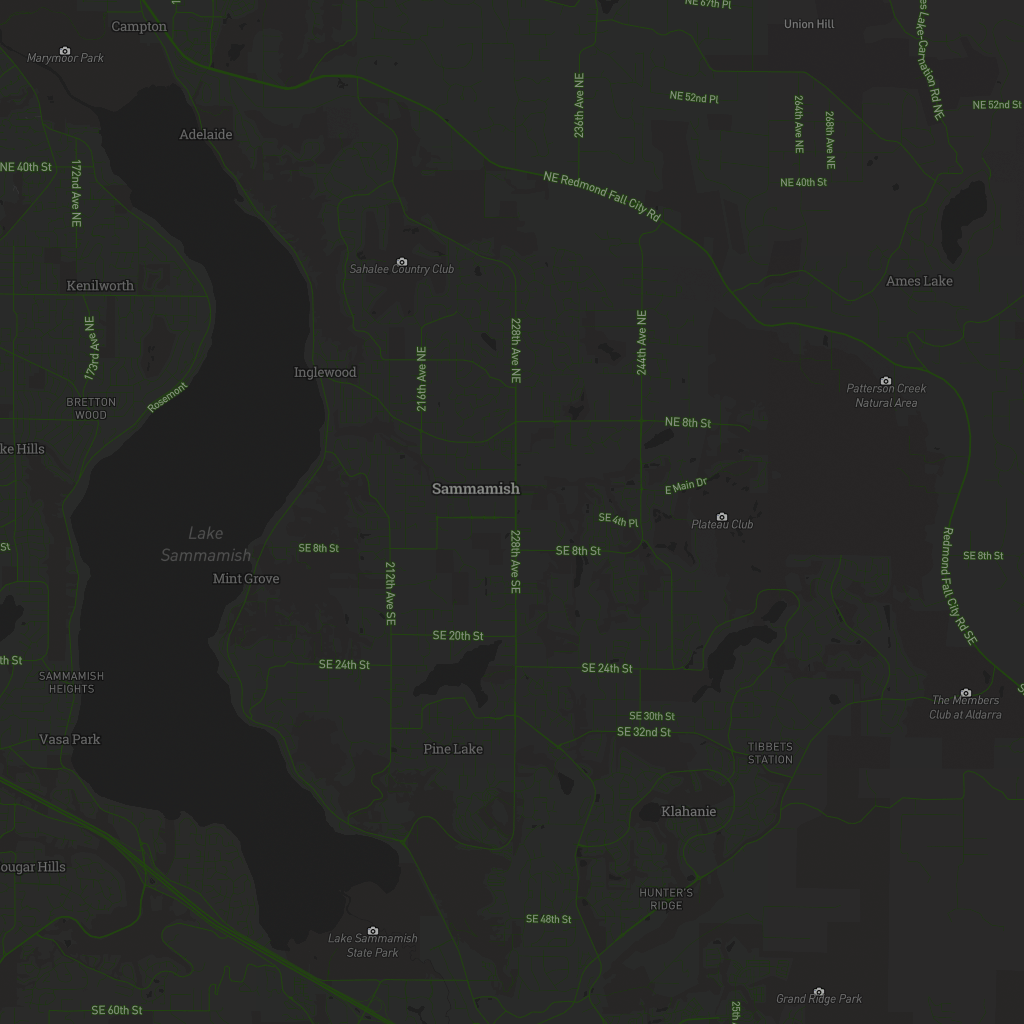 NE 67th Pl
Campton
Union Hill
Marymoor Park
236th Ave NE
NE 52nd Pl
264th Ave NE
268th Ave NE
Lake-Carnation Rd NE
NE 52nd St
Adelaide
NE 40th St
172nd Ave NE
NE Redmond Fall City Rd
NE 40th St
Sahalee Country Club
Ames Lake
Kenilworth
173rd Ave NE
228th Ave NE
244th Ave NE
216th Ave NE
Inglewood
Rosemont
BRETTON
WOOD
Patterson Creek
Natural Area
NE 8th St
ke Hills
Sammamish
E Main Dr
SE 4th Pl
Plateau Club
Lake
Sammamish
SE 8th St
228th Ave SE
SE 8th St
Redmond Fall City Rd SE
SE 8th St
St
Mint Grove
212th Ave SE
SE 20th St
th St
SE 24th St
SE 24th St
SAMMAMISH
HEIGHTS
The Members
Club at Aldarra
SE 30th St
SE 32nd St
Vasa Park
Pine Lake
TIBBETS
STATION
Klahanie
ougar Hills
HUNTER'S
RIDGE
SE 48th St
Lake Sammamish
State Park
Grand Ridge Park
SE 60th St